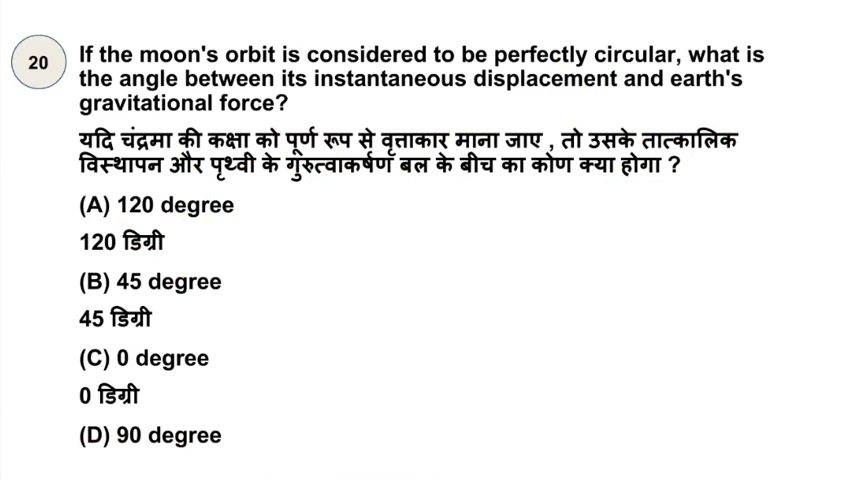 20
If the moon's orbit is considered to be perfectly circular, what is
the angle between its instantaneous displacement and earth's
gravitational force?
यदि चंद्रमा की कक्षा को पूर्ण रूप से वृत्ताकार माना जाए , तो उसके तात्कालिक
विस्थापन और पृथ्वी के गुरुत्वाकर्षण बल के बीच का कोण क्या होगा ?
(A) 120 degree
120 डिग्री
(B) 45 degree
45 डिग्री
(C) 0 degree
0 डिग्री
(D) 90 degree